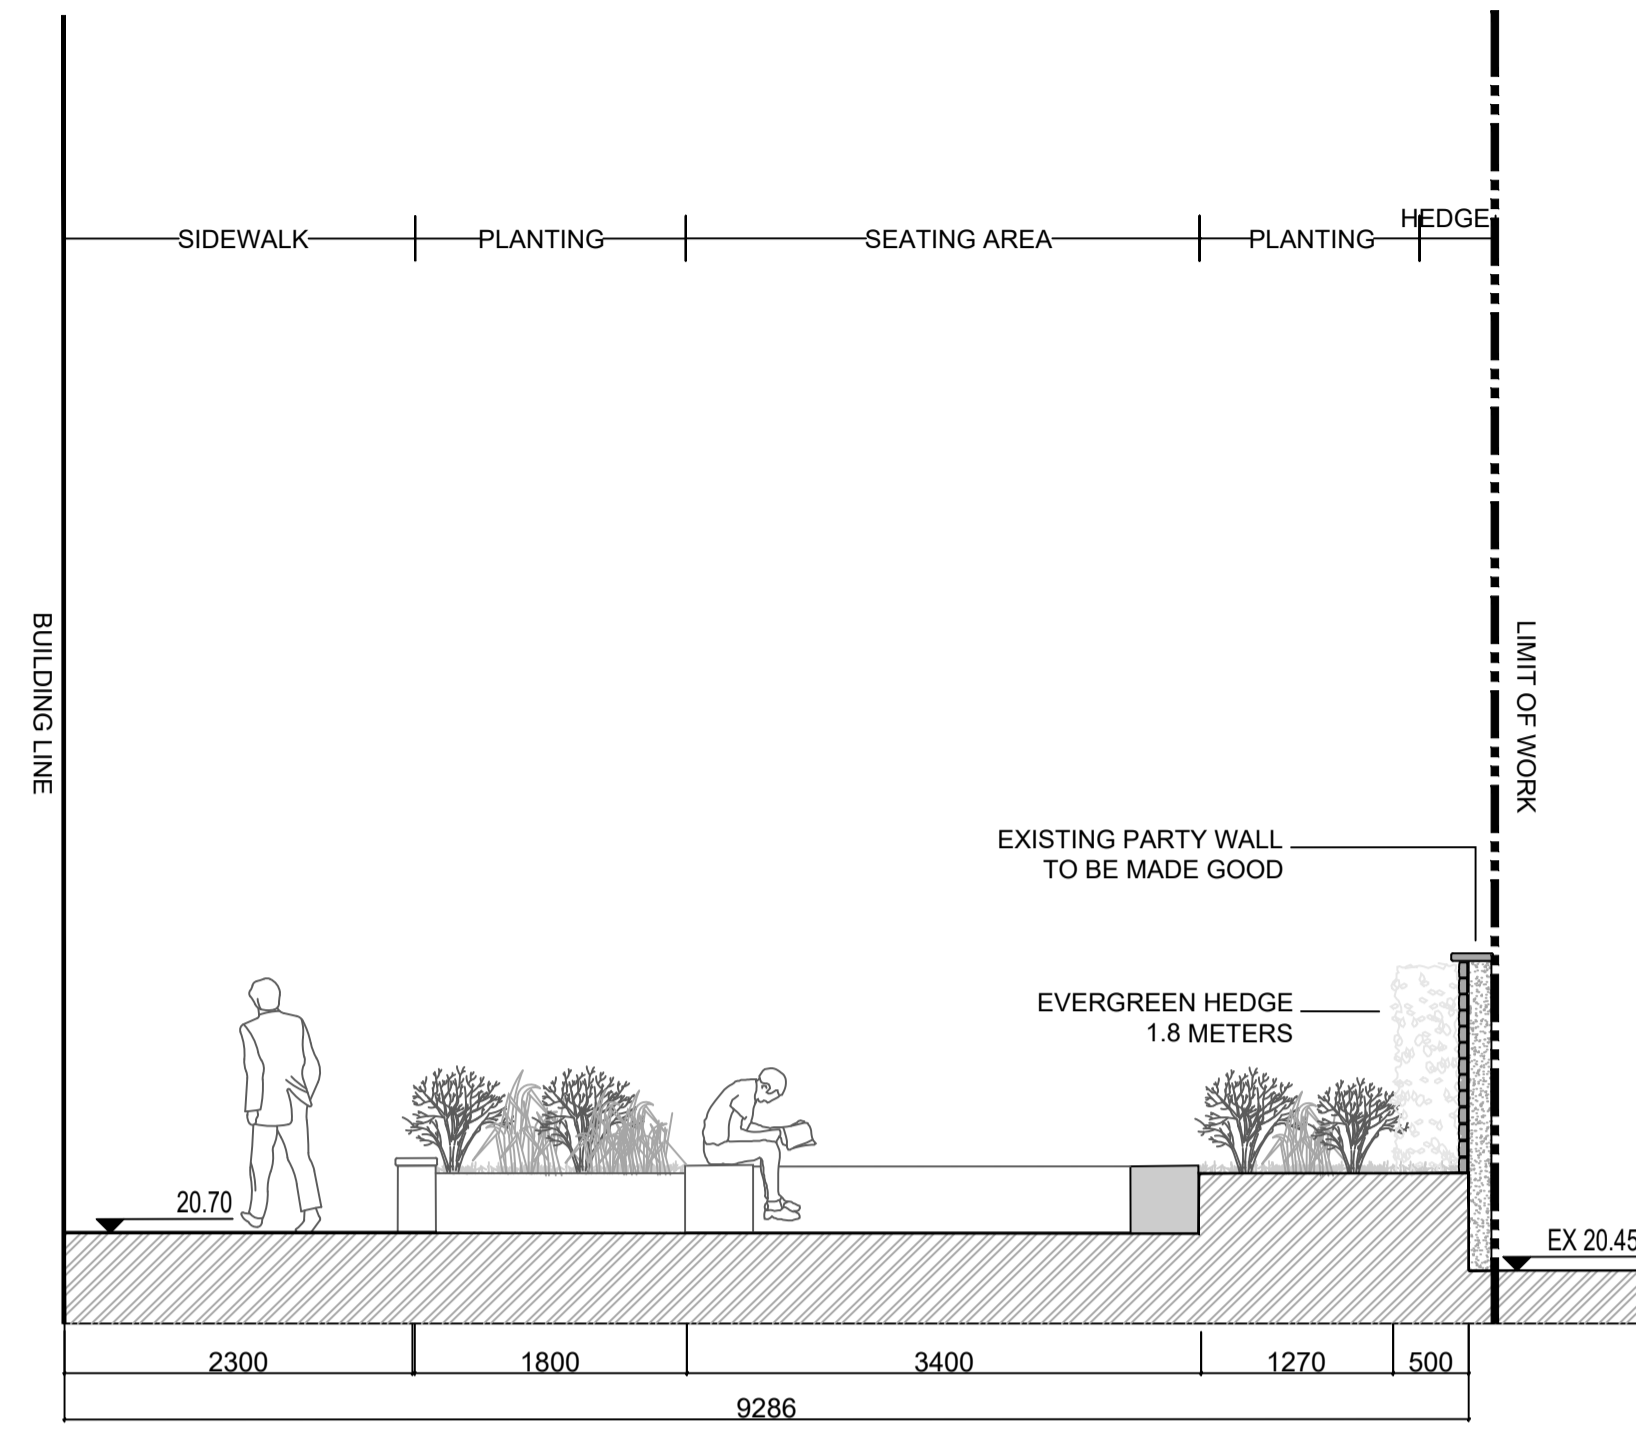 HEDGE
SIDEWALK
PLANTING
SEATING AREA
PLANTING
BUILDING LINE
LIMIT OF WORK
EXISTING PARTY WALL
TO BE MADE GOOD
EVERGREEN HEDGE
1.8 METERS
20.70
EX 20.45
2300
1800
3400
1270
500
9286